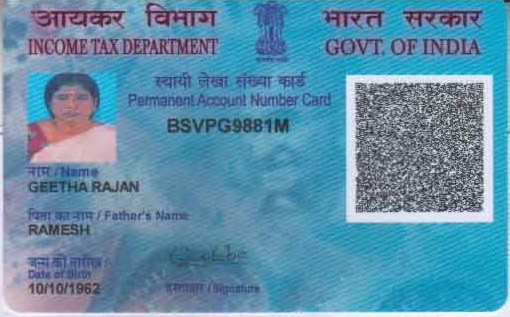 आयकर विभाग
INCOME TAX DEPARTMENT
भारत सरकार
GOVT. OF INDIA
स्थायी लेखा संख्या कार्ड
Permanent Account Number Card
BSVPG9881M
नाम / Name
GEETHA RAJAN
पिता का नाम / Father's Name
RAMESH
जन्म की तारीख /
Date of Birth
10/10/1962
हस्ताक्षर / Signature